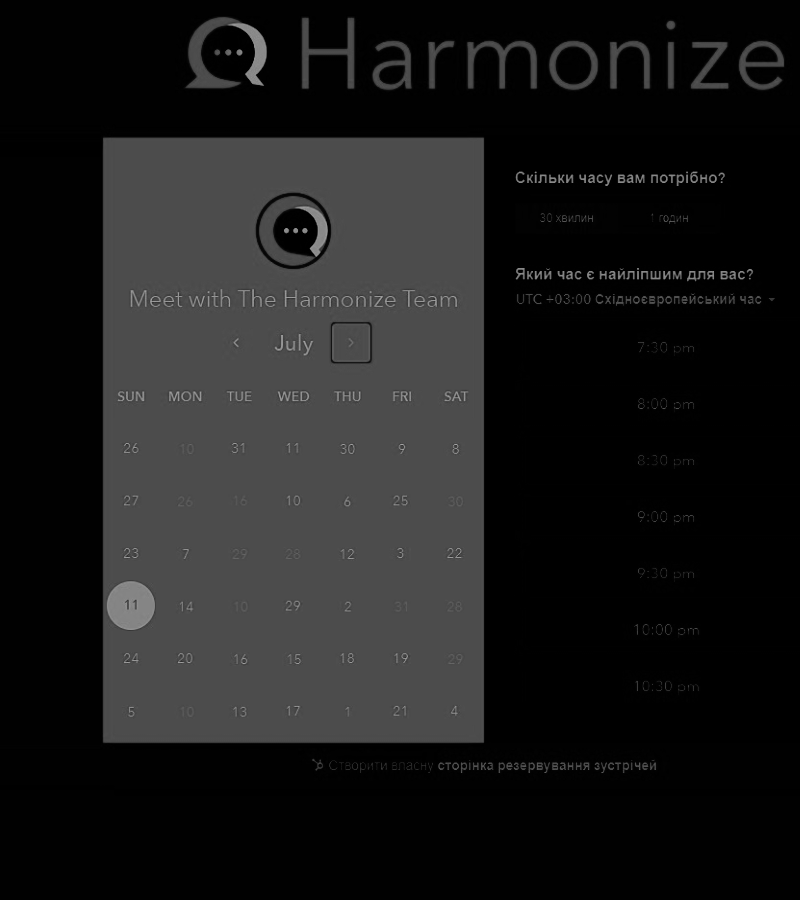 Harmonize
Meet with The Harmonize Team
July
SUN MON TUE WED THU FRI SAT
26 10 31 11 30 9 8
27 26 16 10 6 25 30
23 7 29 28 12 3 22
11 14 10 29 2 31 28
24 20 16 15 18 19 29
5 10 13 17 1 21 4
Скільки часу вам потрібно?
30 хвилин 1 годин
Який час є найліпшим для вас?
UTC +03:00 Східноєвропейський час
7:30 pm
8:00 pm
8:30 pm
9:00 pm
9:30 pm
10:00 pm
10:30 pm
Створити власну сторінка резервування зустрічей